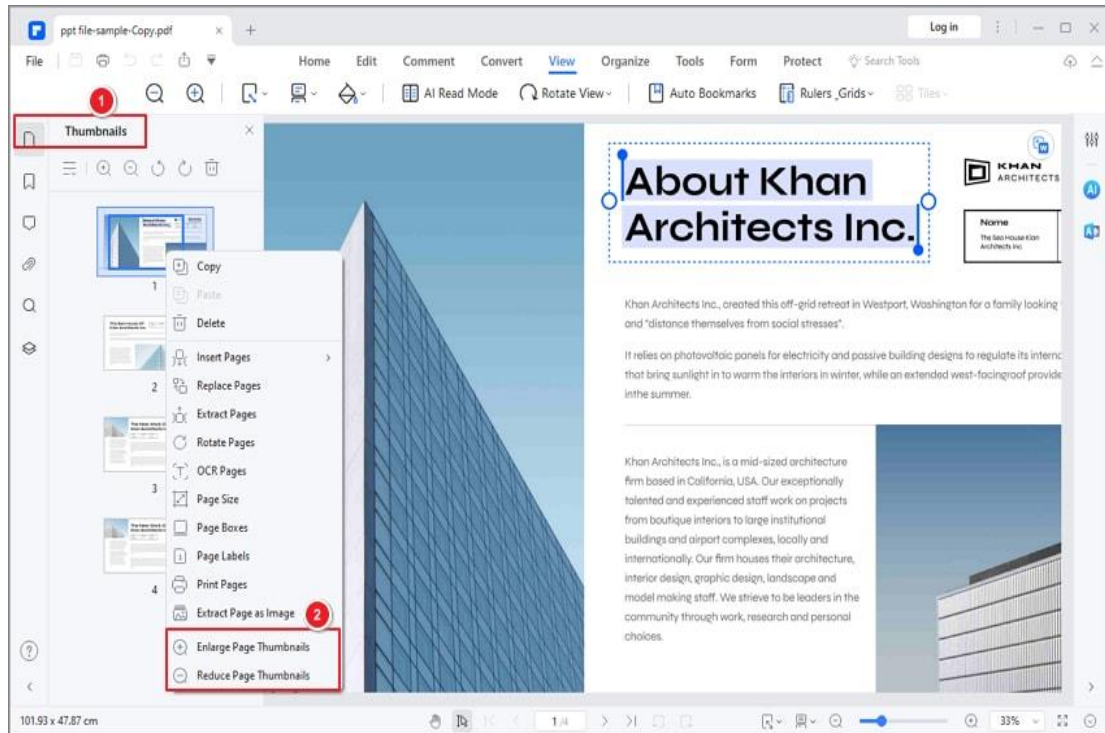 ppt file-sample-Copy.pdf
Log in
File
Home Edit Comment Convert View Organize Tools Form Protect Search Tools
1
AI Read Mode Rotate View Auto Bookmarks Rulers _Grids Tiles
Thumbnails
1
2
3
4
Copy
Paste
Delete
Insert Pages
Replace Pages
Extract Pages
Rotate Pages
OCR Pages
Page Size
Page Boxes
Page Labels
Print Pages
Extract Page as Image
2
Enlarge Page Thumbnails
Reduce Page Thumbnails
About Khan
Architects Inc.
KHAN
ARCHITECTS
Name
The Sea House Klan
Architects Inc
Khan Architects Inc., created this off-grid retreat in Westport, Washington for a family looking
and "distance themselves from social stresses".
It relies on photovoltaic panels for electricity and passive building designs to regulate its interna
that bring sunlight in to warm the interiors in winter, while an extended west-facingroof provide
inthe summer.
Khan Architects Inc., is a mid-sized architecture
firm based in California, USA. Our exceptionally
talented and experienced staff work on projects
from boutique interiors to large institutional
buildings and airport complexes, locally and
internationally. Our firm houses their architecture,
interior design, graphic design, landscape and
model making staff. We strieve to be leaders in the
community through work, research and personal
choices.
101.93 x 47.87 cm
1/4
33%